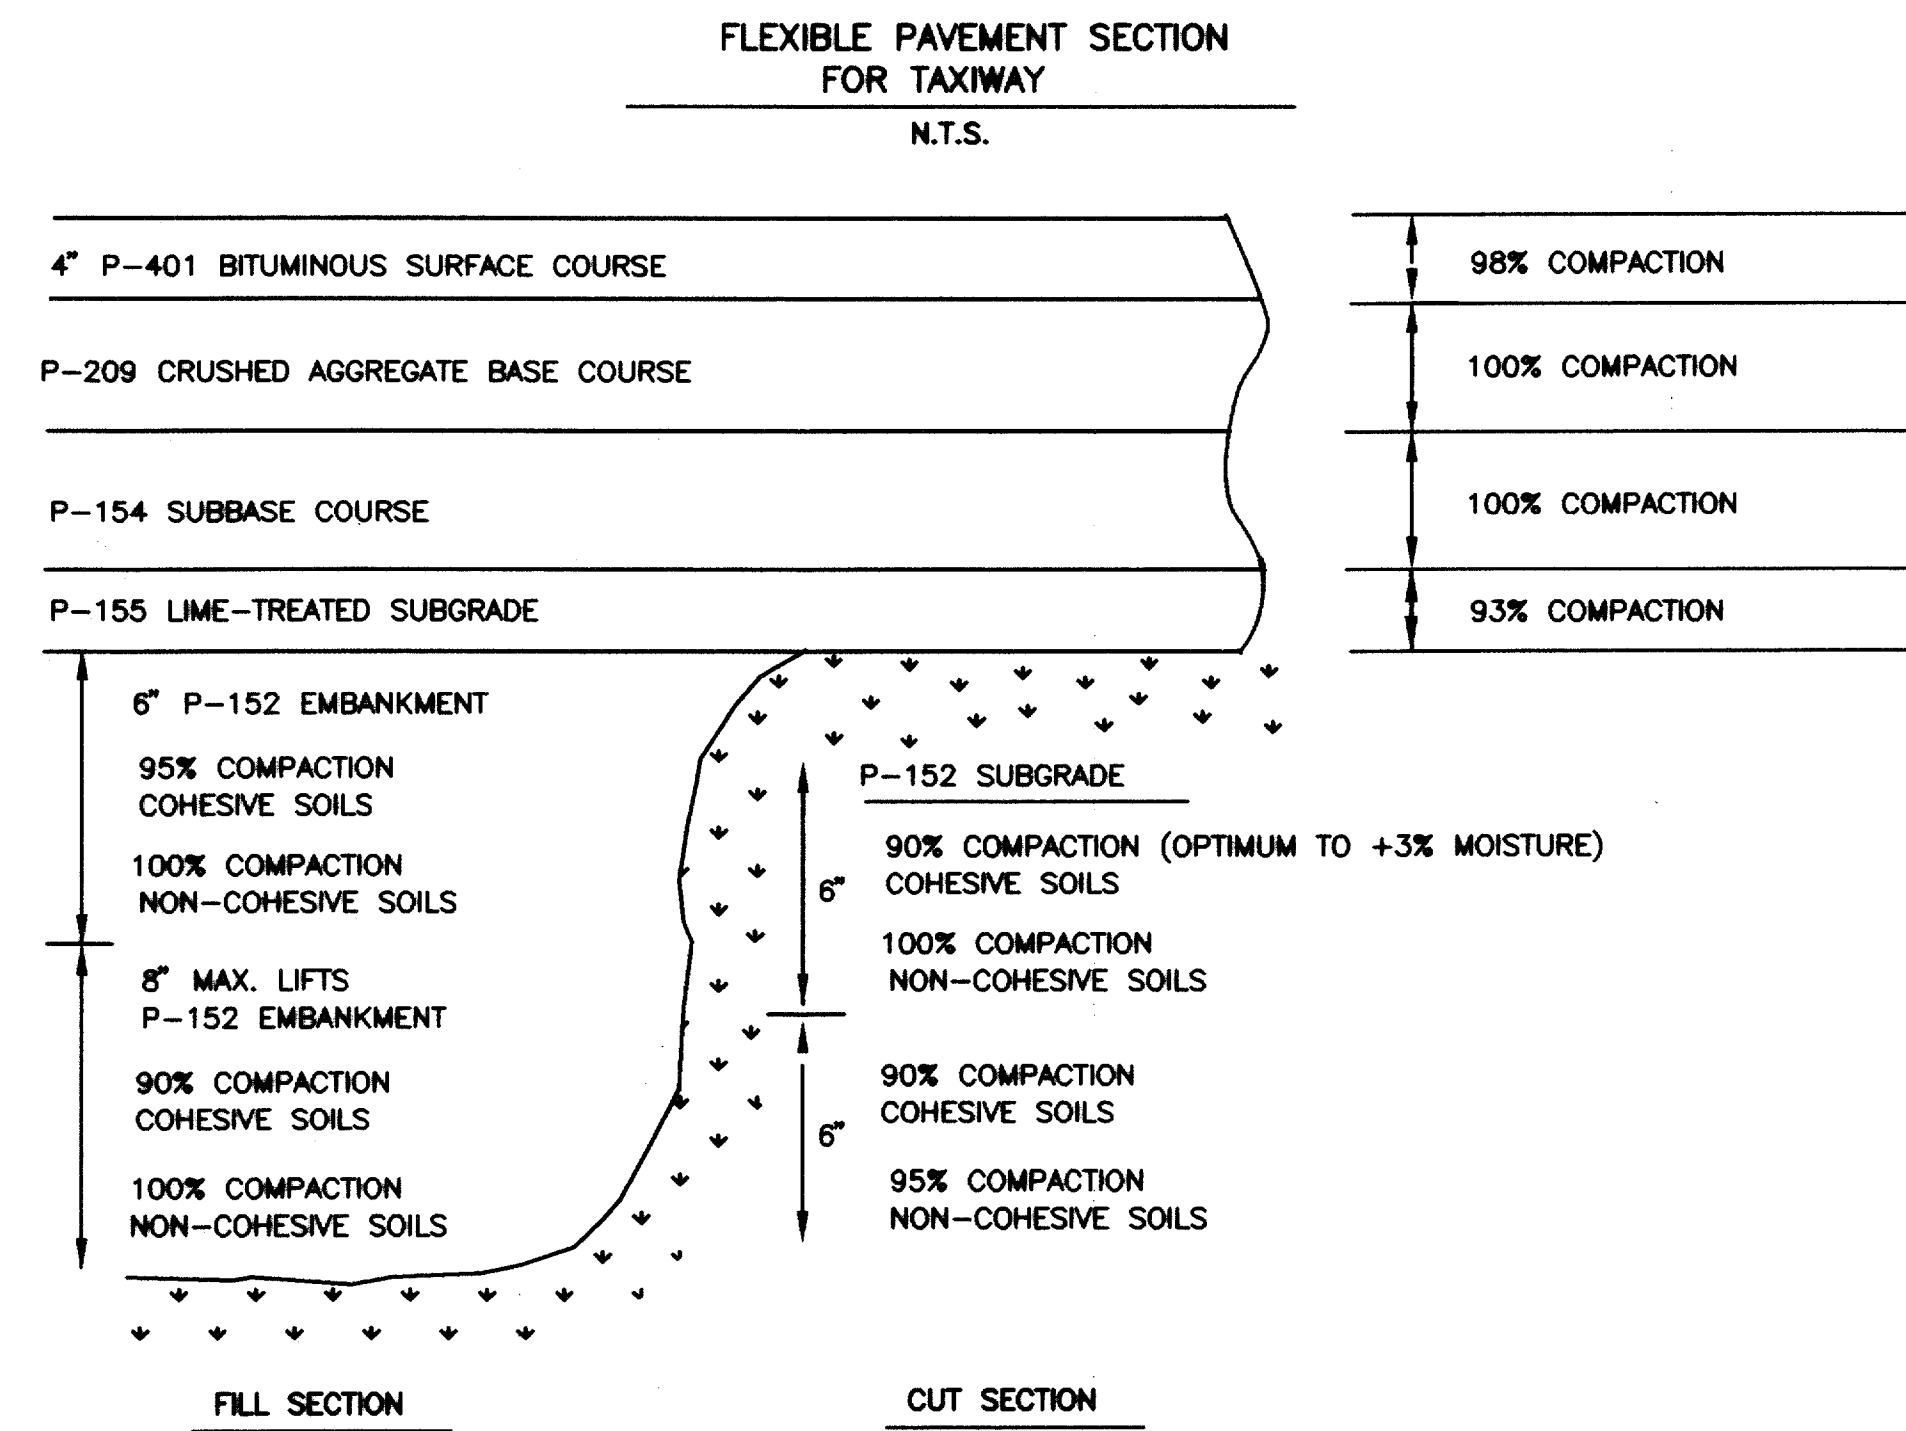 FLEXIBLE PAVEMENT SECTION
FOR TAXIWAY
N.T.S.
4" P-401 BITUMINOUS SURFACE COURSE
98% COMPACTION
P-209 CRUSHED AGGREGATE BASE COURSE
100% COMPACTION
P-154 SUBBASE COURSE
100% COMPACTION
P-155 LIME-TREATED SUBGRADE
93% COMPACTION
6" P-152 EMBANKMENT
95% COMPACTION
COHESIVE SOILS
100% COMPACTION
NON-COHESIVE SOILS
8" MAX. LIFTS
P-152 EMBANKMENT
90% COMPACTION
COHESIVE SOILS
100% COMPACTION
NON-COHESIVE SOILS
FILL SECTION
P-152 SUBGRADE
6"
90% COMPACTION (OPTIMUM TO +3% MOISTURE)
COHESIVE SOILS
100% COMPACTION
NON-COHESIVE SOILS
6"
90% COMPACTION
COHESIVE SOILS
95% COMPACTION
NON-COHESIVE SOILS
CUT SECTION